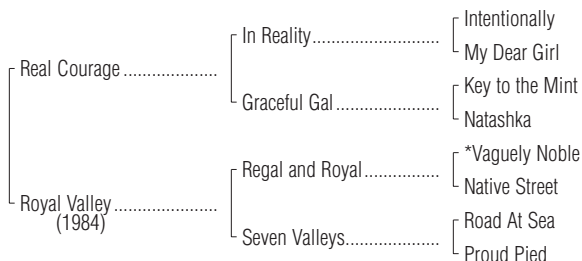 Intentionally
In Reality..............................
My Dear Girl
Real Courage ......................
Key to the Mint
Graceful Gal ........................
Natashka
*Vaguely Noble
Regal and Royal..................
Native Street
Royal Valley ........................
(1984)
Road At Sea
Seven Valleys......................
Proud Pied